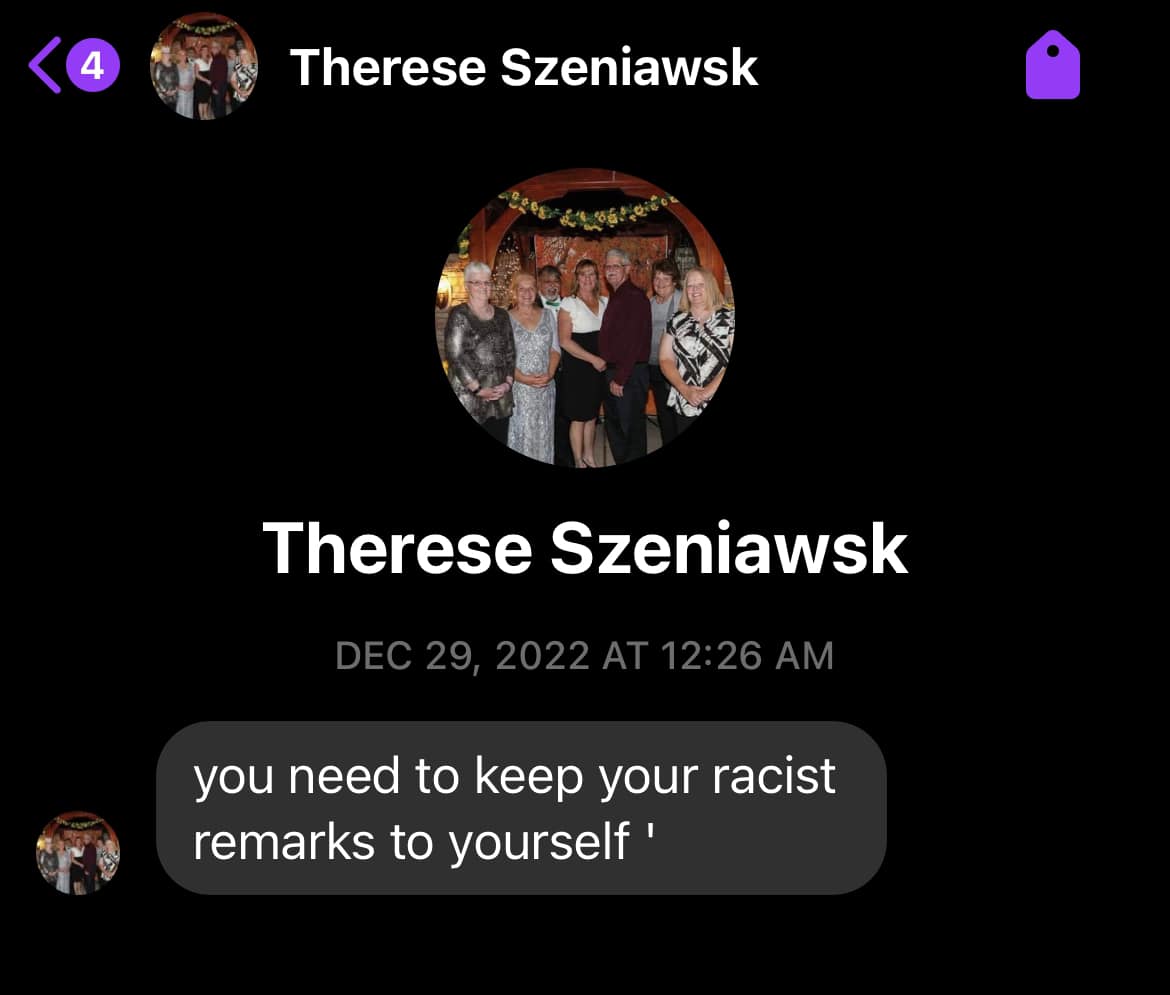 4
Therese Szeniawsk
Therese Szeniawsk
DEC 29, 2022 AT 12:26 AM
you need to keep your racist
remarks to yourself '